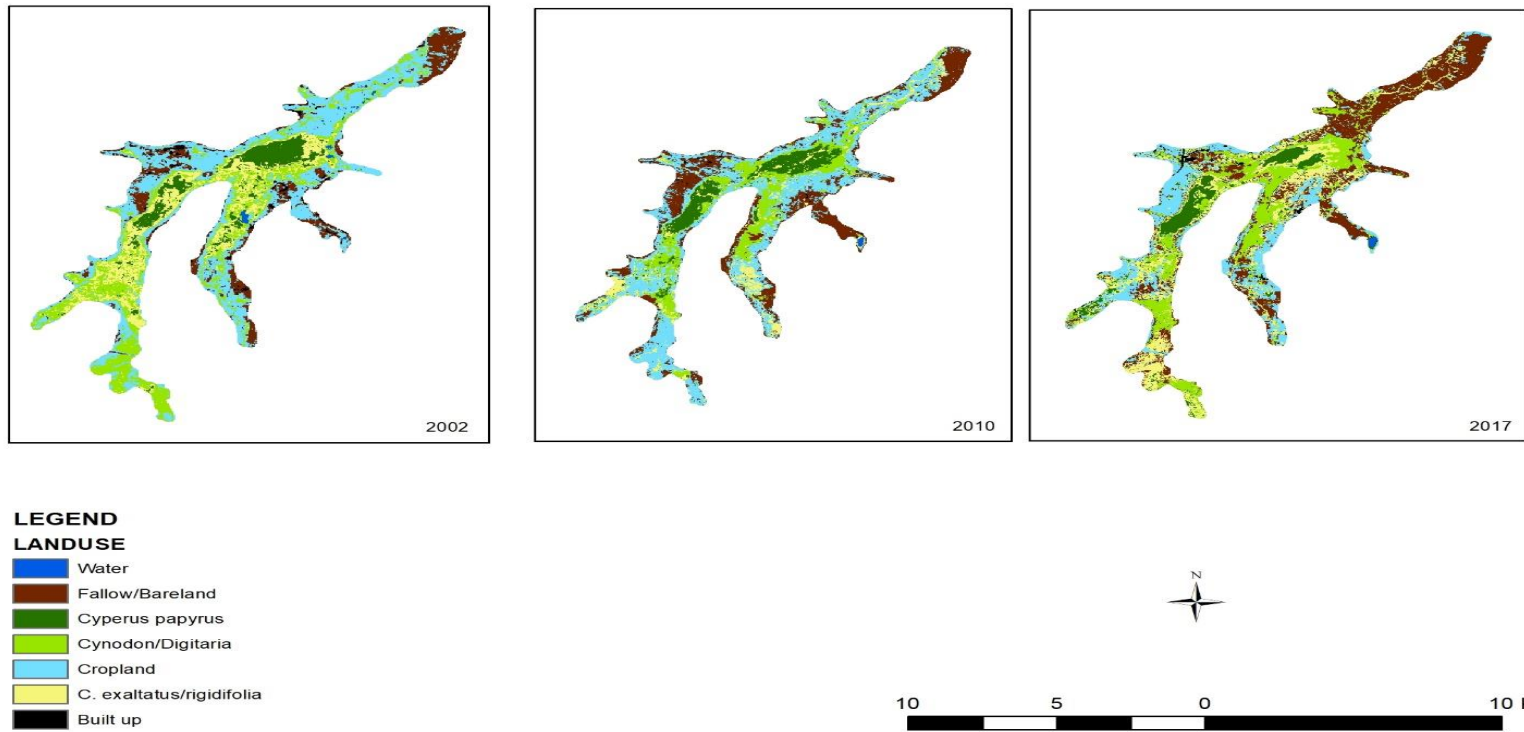 2002
2010
2017
LEGEND
LANDUSE
Water
Fallow/Bareland
Cyperus papyrus
Cynodon/Digitaria
Cropland
C. exaltatus/rigidifolia
Built up
N
10 5 0 10